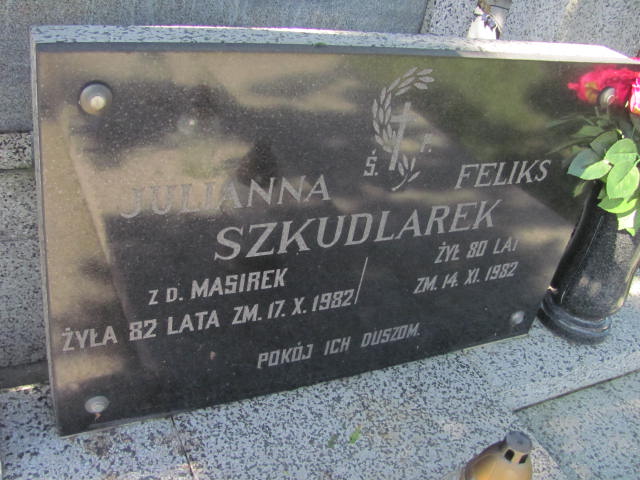 Ś. P.
JULIANNA FELIKS
SZKUDLAREK
Z D. MASIREK ŻYŁ 80 LAT
ŻYŁA 82 LATA ZM. 17. X. 1982 ZM. 14. XI. 1982
POKÓJ ICH DUSZOM.